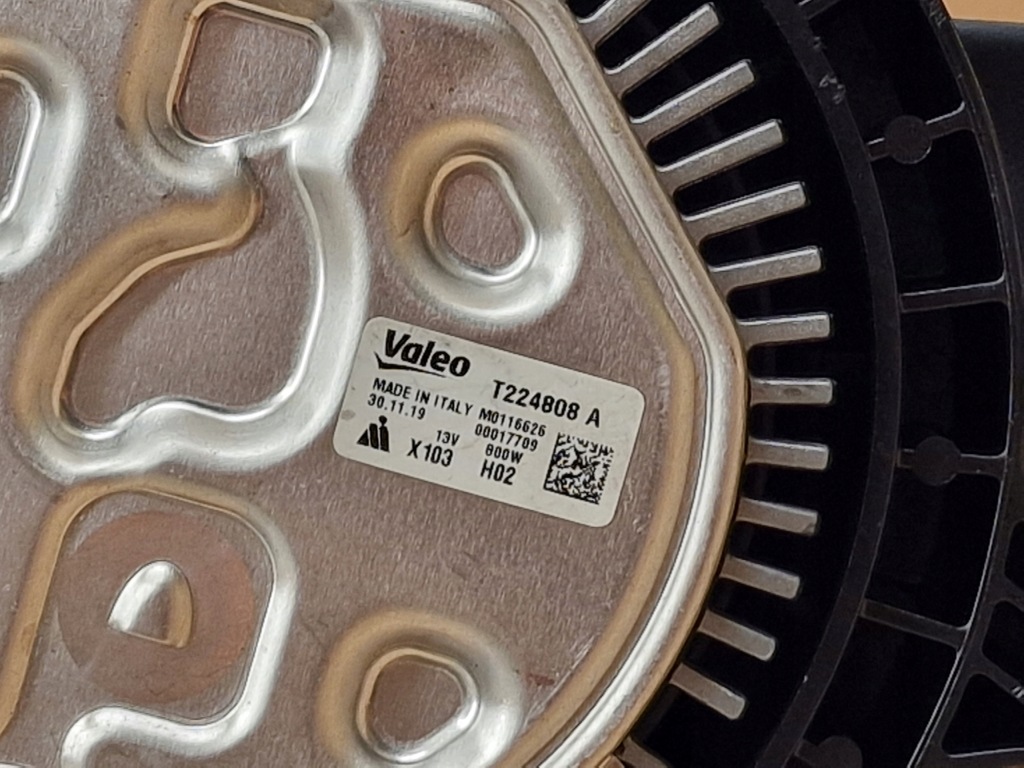 Valeo
T224808 A
MADE IN ITALY M0116626
30.11.19 00017709
13V 800W
X103 H02